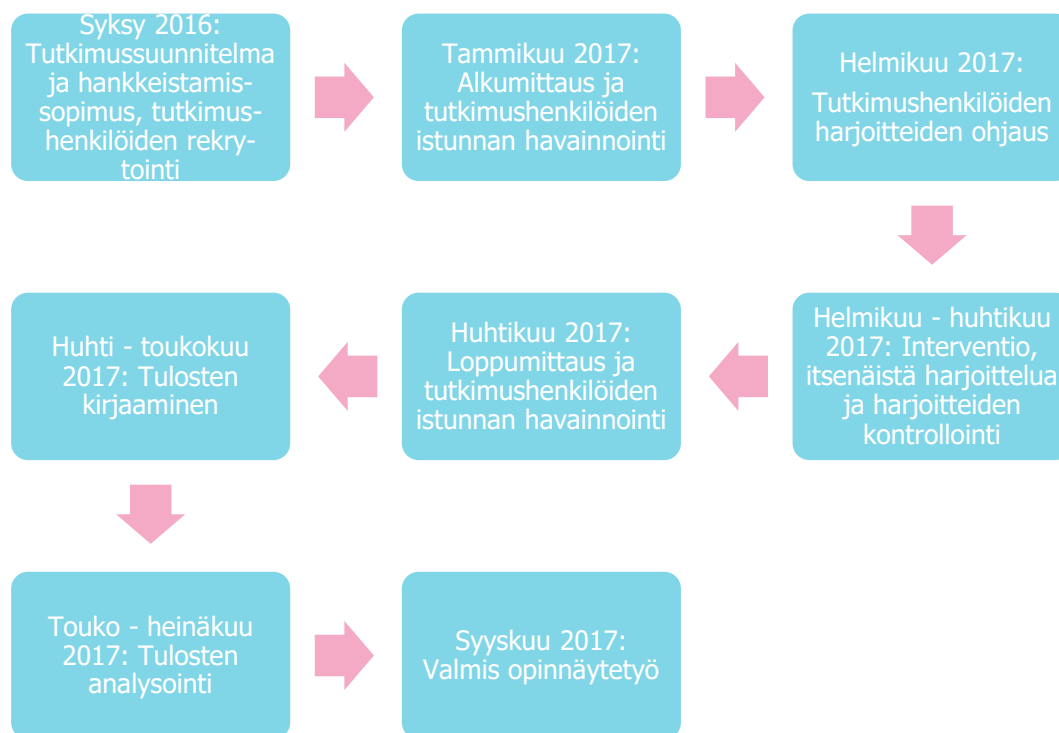 Syksy 2016:
Tutkimussuunnitelma
ja hankkeistamis-
sopimus, tutkimus-
henkilöiden rekry-
tointi
Tammikuu 2017:
Alkumittaus ja
tutkimushenkilöiden
istunnan havainnointi
Helmikuu 2017:
Tutkimushenkilöiden
harjoitteiden ohjaus
Helmikuu - huhtikuu
2017: Interventio,
itsenäistä harjoittelua
ja harjoitteiden
kontrollointi
Huhtikuu 2017:
Loppumittaus ja
tutkimushenkilöiden
istunnan havainnointi
Huhti - toukokuu
2017: Tulosten
kirjaaminen
Touko - heinäkuu
2017: Tulosten
analysointi
Syyskuu 2017:
Valmis opinnäytetyö